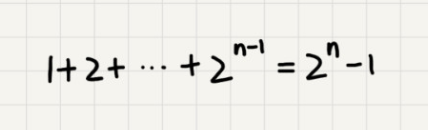 1+2+ ⋯ +2^{n-1} = 2^n - 1